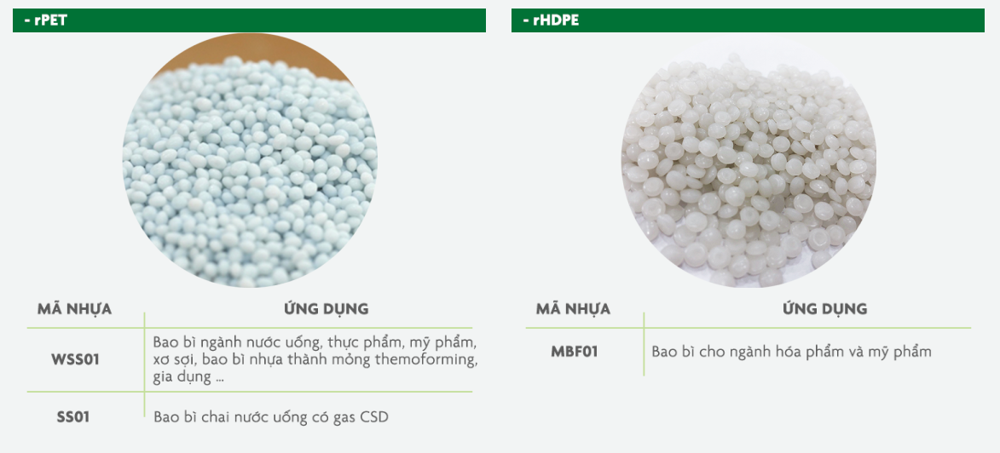 - rPET
MÃ NHỰA
ỨNG DỤNG
WSS01
Bao bì ngành nước uống, thực phẩm, mỹ phẩm,
xơ sợi, bao bì nhựa thành mỏng themoforming,
gia dụng ...
SS01
Bao bì chai nước uống có gas CSD
- rHDPE
MÃ NHỰA
ỨNG DỤNG
MBF01
Bao bì cho ngành hóa phẩm và mỹ phẩm